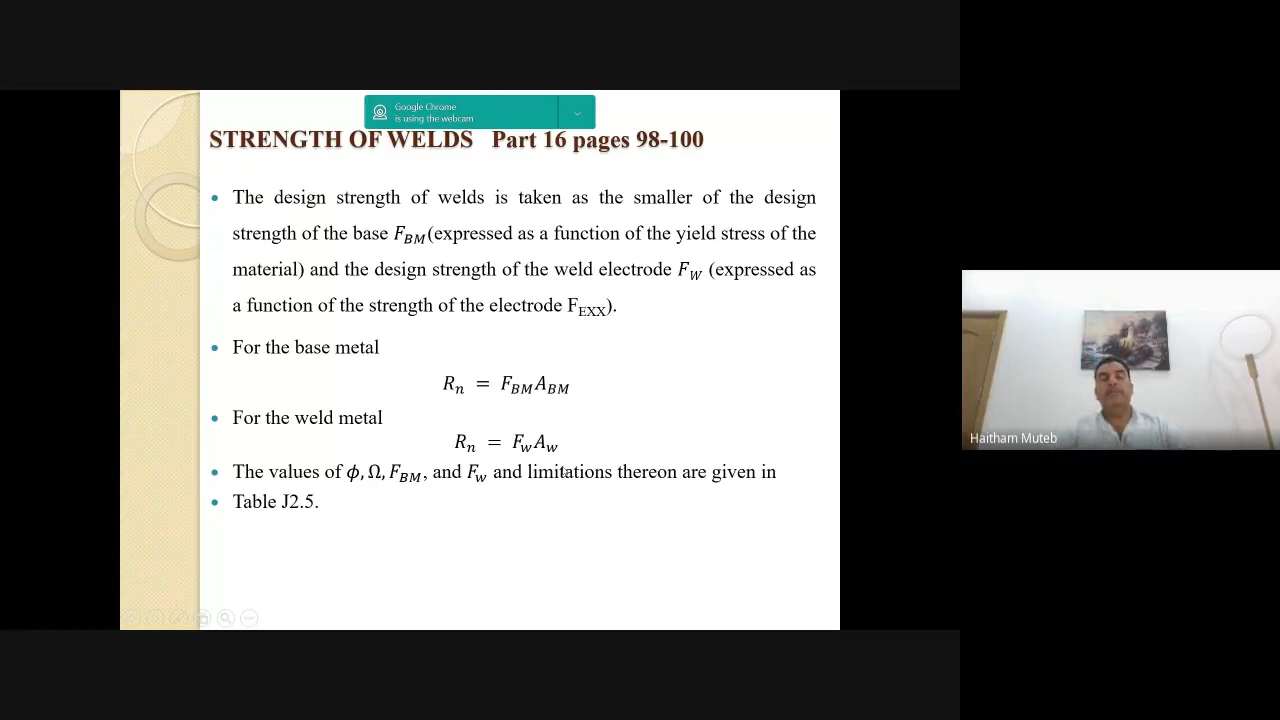 Google Chrome
is using the webcam
STRENGTH OF WELDS Part 16 pages 98-100
• The design strength of welds is taken as the smaller of the design
strength of the base F_BM(expressed as a function of the yield stress of the
material) and the design strength of the weld electrode F_W (expressed as
a function of the strength of the electrode F_EXX).
• For the base metal
R_n = F_BM A_BM
• For the weld metal
R_n = F_w A_w
• The values of ϕ, Ω, F_BM, and F_w and limitations thereon are given in
• Table J2.5.
Haitham Muteb